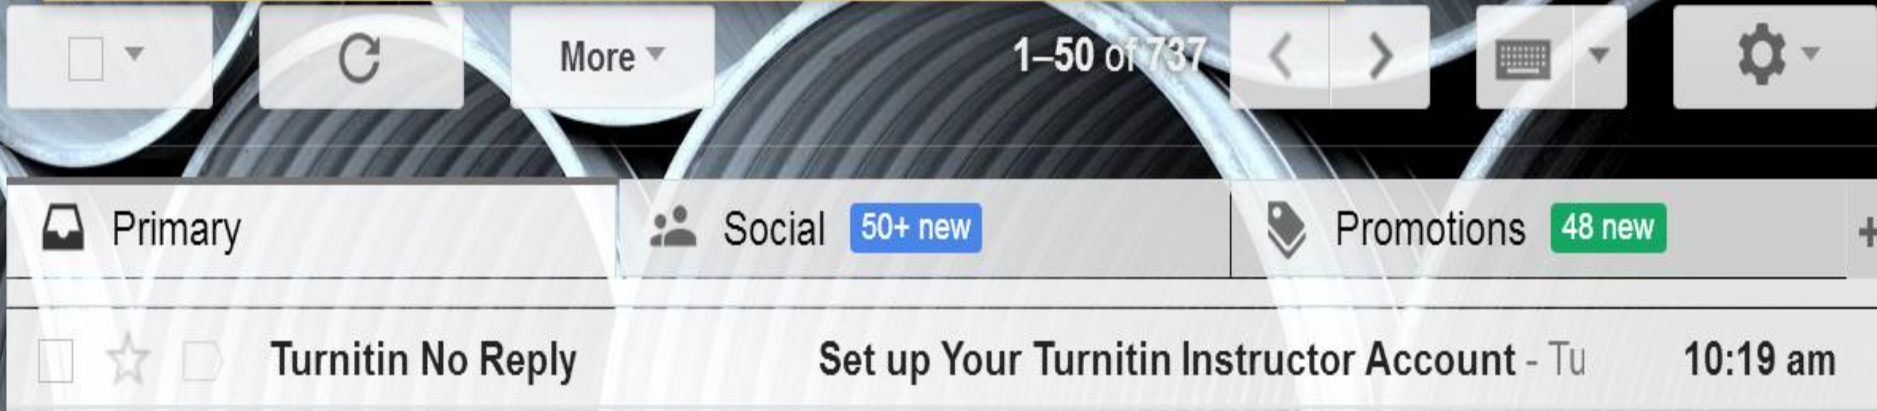 More 1–50 of 737
Primary Social 50+ new Promotions 48 new +
Turnitin No Reply Set up Your Turnitin Instructor Account - Tu 10:19 am